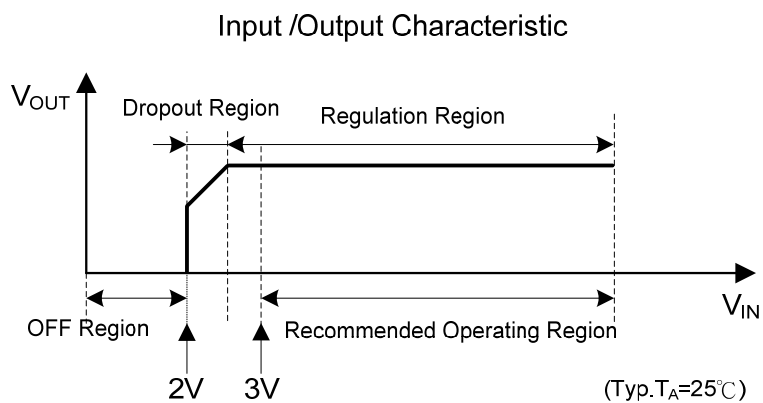 Input /Output Characteristic
VOUT
Dropout Region
Regulation Region
VIN
OFF Region
Recommended Operating Region
2V
3V
(Typ.TA=25℃)